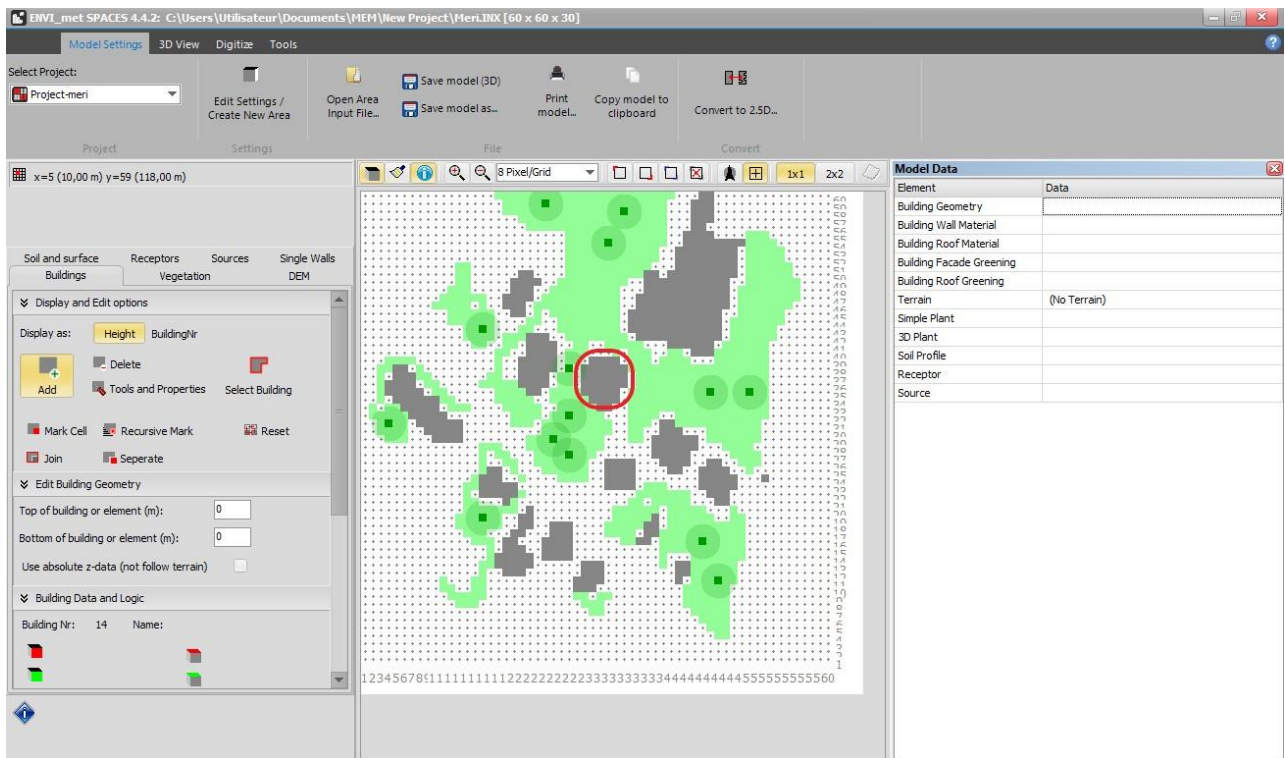 ENVI_met SPACES 4.4.2: C:\Users\Utilisateur\Documents\MEM\New Project\Meri.INX [60 x 60 x 30]
Model Settings 3D View Digitize Tools
Select Project:
Project-meri
Edit Settings /
Create New Area
Open Area
Input File...
Save model (3D)
Save model as...
Print
model...
Copy model to
clipboard
Convert to 2.5D...
Project Settings File Convert
x=5 (10,00 m) y=59 (118,00 m)
8 Pixel/Grid 1x1 2x2
Soil and surface Receptors Sources Single Walls
Buildings Vegetation DEM
Display and Edit options
Display as: Height BuildingNr
Add
Delete
Tools and Properties
Select Building
Mark Cell Recursive Mark Reset
Join Seperate
Edit Building Geometry
Top of building or element (m): 0
Bottom of building or element (m): 0
Use absolute z-data (not follow terrain)
Building Data and Logic
Building Nr: 14 Name:
Model Data
Element Data
Building Geometry
Building Wall Material
Building Roof Material
Building Facade Greening
Building Roof Greening
Terrain (No Terrain)
Simple Plant
3D Plant
Soil Profile
Receptor
Source